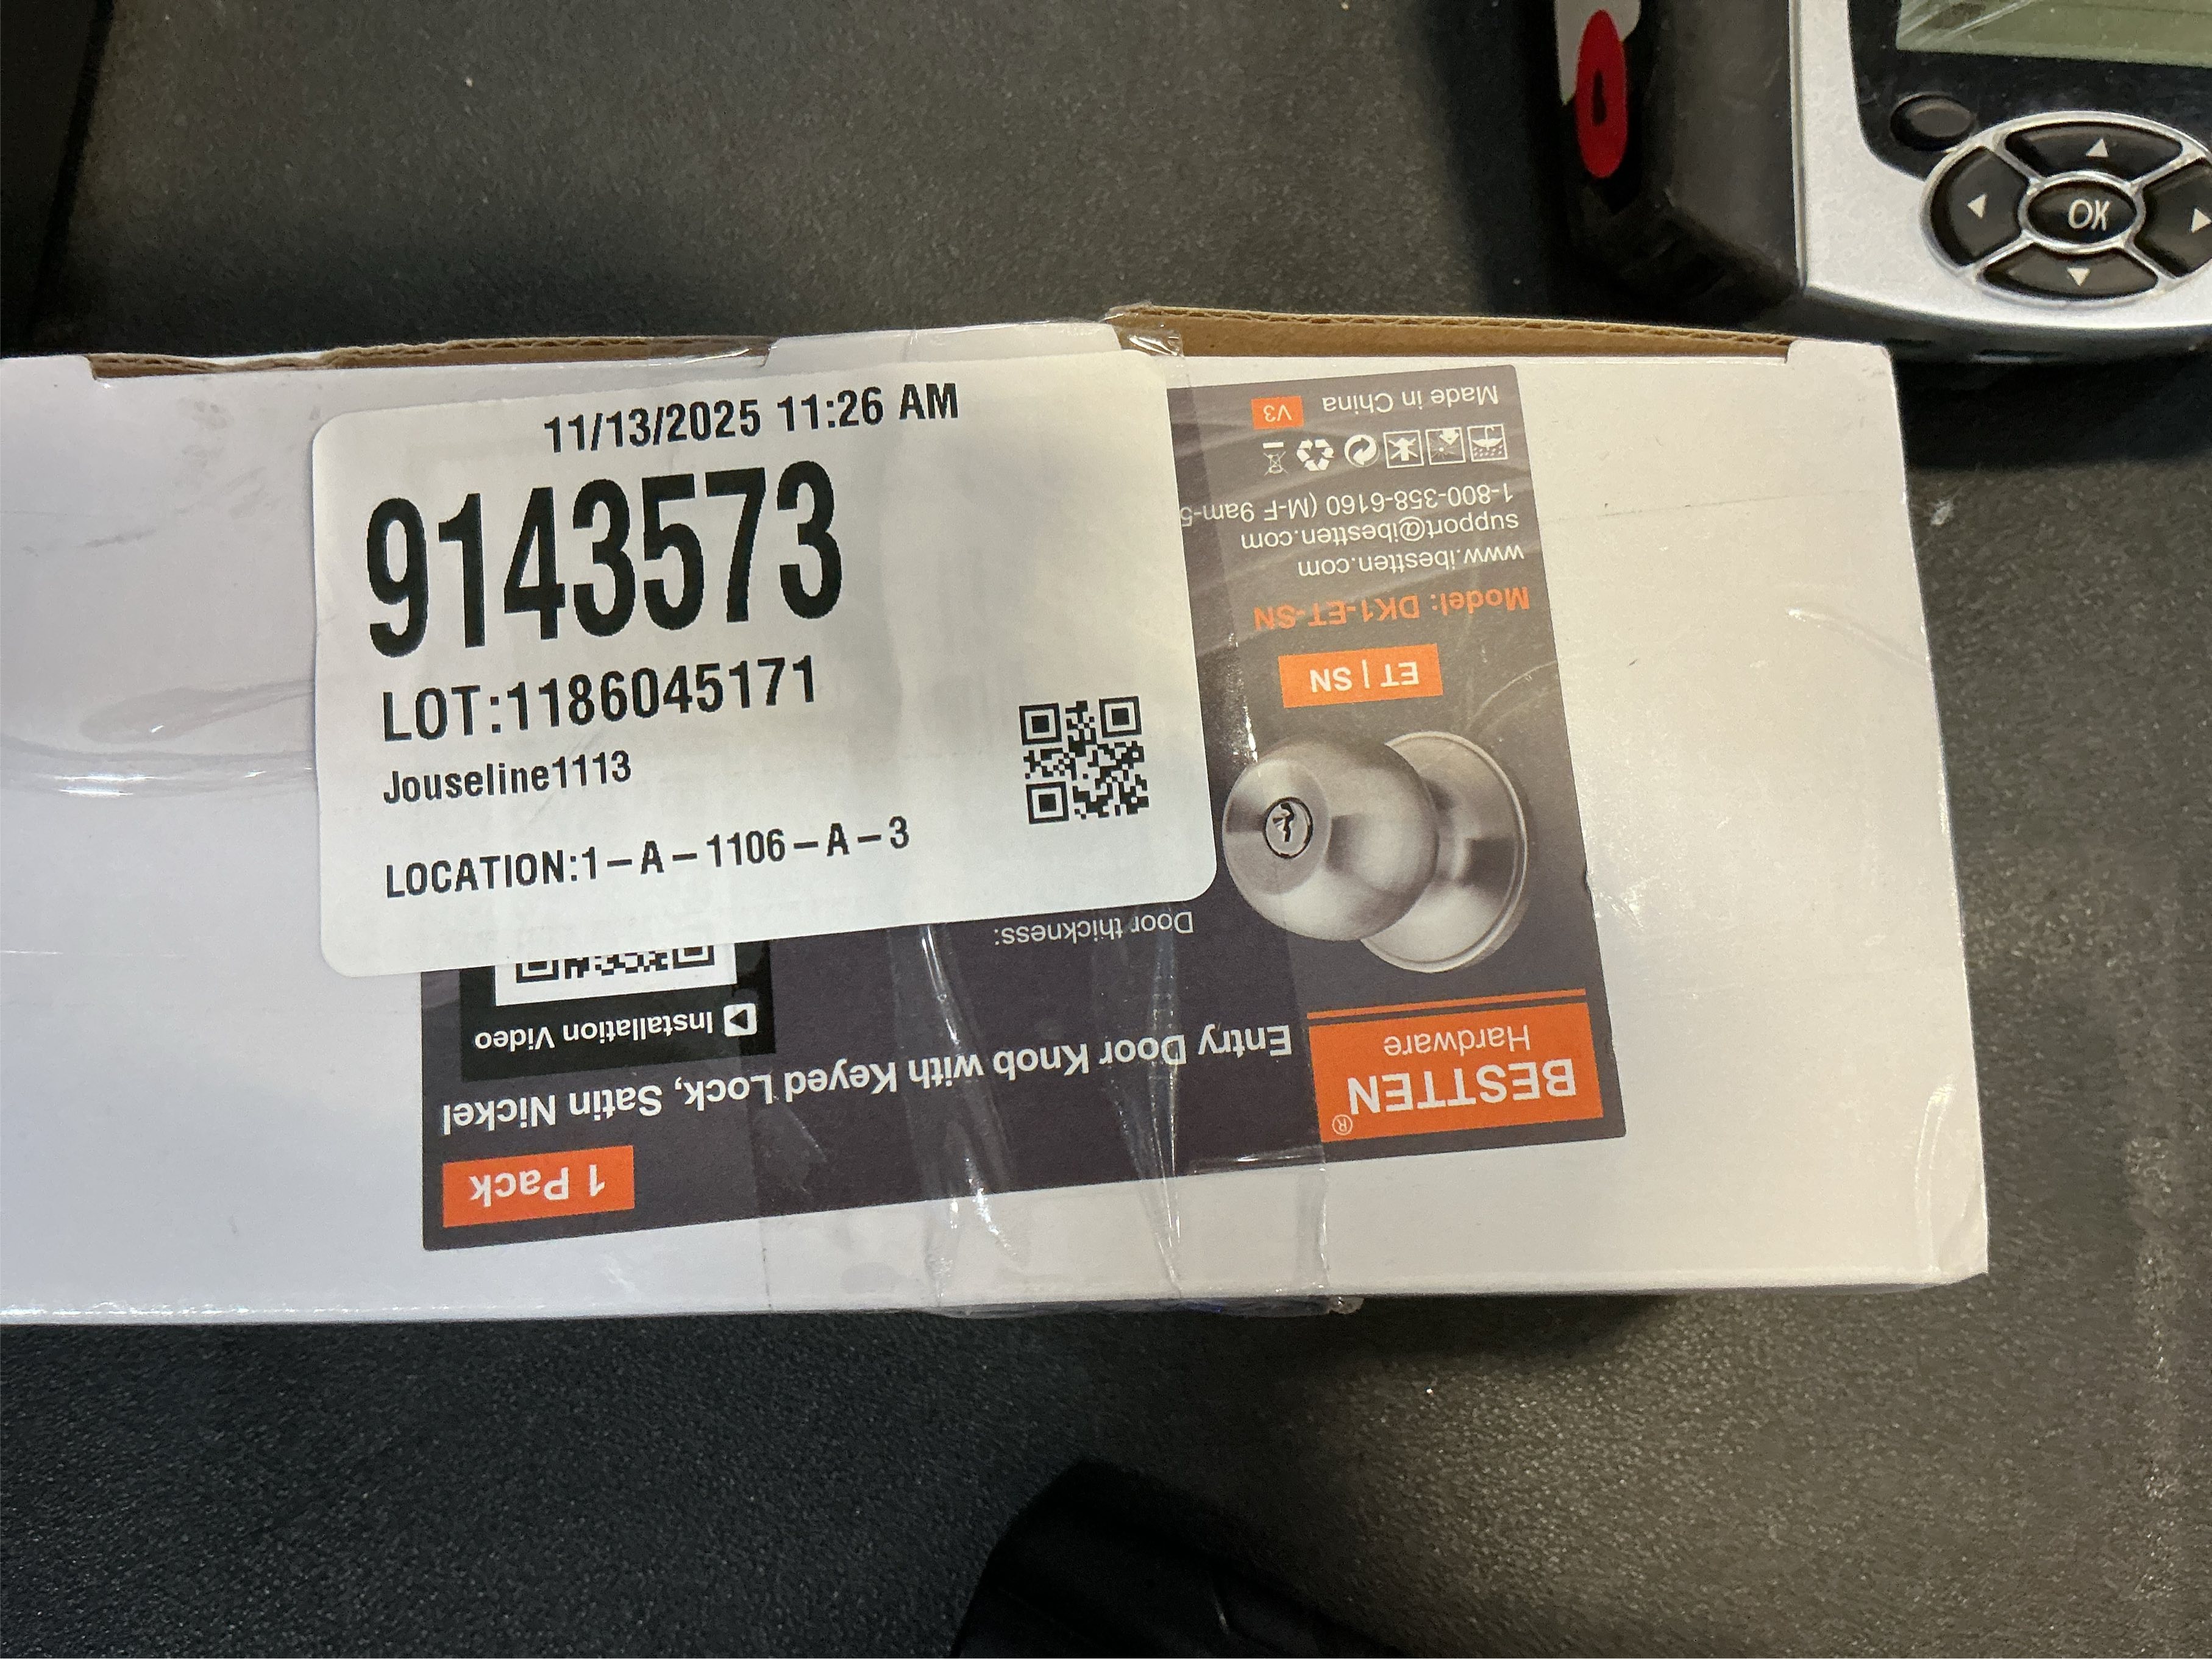 OK
11/13/2025 11:26 AM
9143573
LOT:1186045171
Jouseline1113
LOCATION:1-A-1106-A-3
BESTTEN®
Hardware
1 Pack
Entry Door Knob with Keyed Lock, Satin Nickel
Installation Video
Door thickness:
ET | SN
Model: DK1-ET-SN
www.ibestten.com
support@ibestten.com
1-800-358-6160 (M-F 9am-5
Made in China
V3